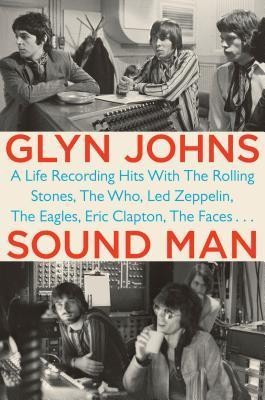 GLYN JOHNS
A Life Recording Hits With The Rolling
Stones, The Who, Led Zeppelin,
The Eagles, Eric Clapton, The Faces . . .
SOUND MAN